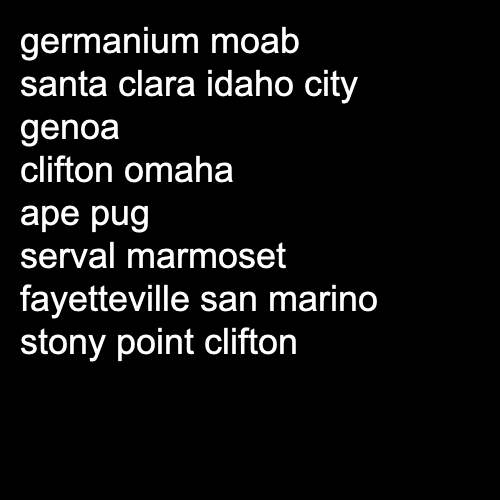 germanium moab
santa clara idaho city
genoa
clifton omaha
ape pug
serval marmoset
fayetteville san marino
stony point clifton